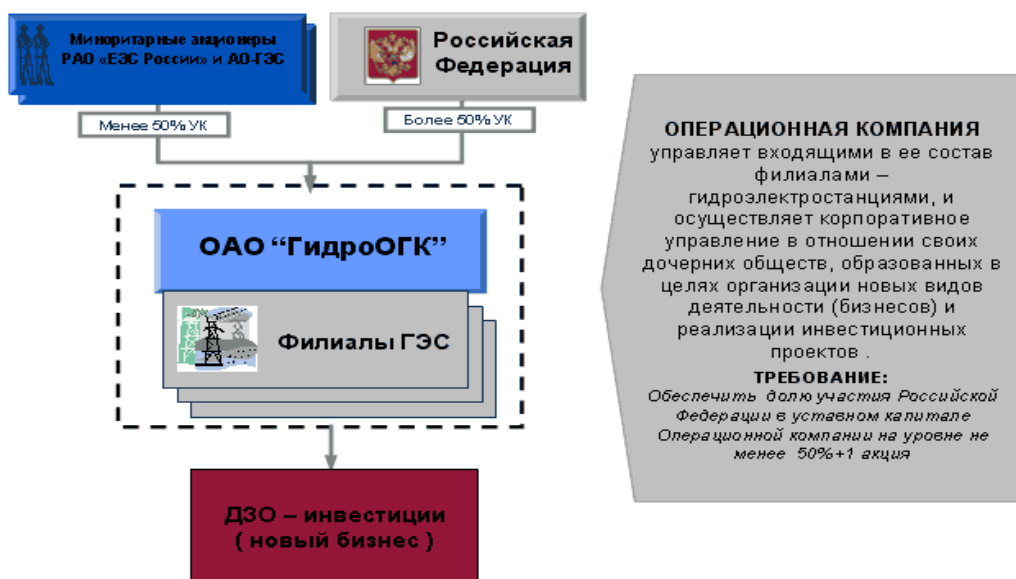 Миноритарные акционеры
РАО «ЕЭС России» и АО-ГЭС
Российская
Федерация
Менее 50% УК
Более 50% УК
ОАО “ГидроОГК”
Филиалы ГЭС
ДЗО – инвестиции
( новый бизнес )
ОПЕРАЦИОННАЯ КОМПАНИЯ
управляет входящими в ее состав
филиалами –
гидроэлектростанциями, и
осуществляет корпоративное
управление в отношении своих
дочерних обществ, образованных в
целях организации новых видов
деятельности (бизнесов) и
реализации инвестиционных
проектов .
ТРЕБОВАНИЕ:
Обеспечить долю участия Российской
Федерации в уставном капитале
Операционной компании на уровне не
менее 50%+1 акция